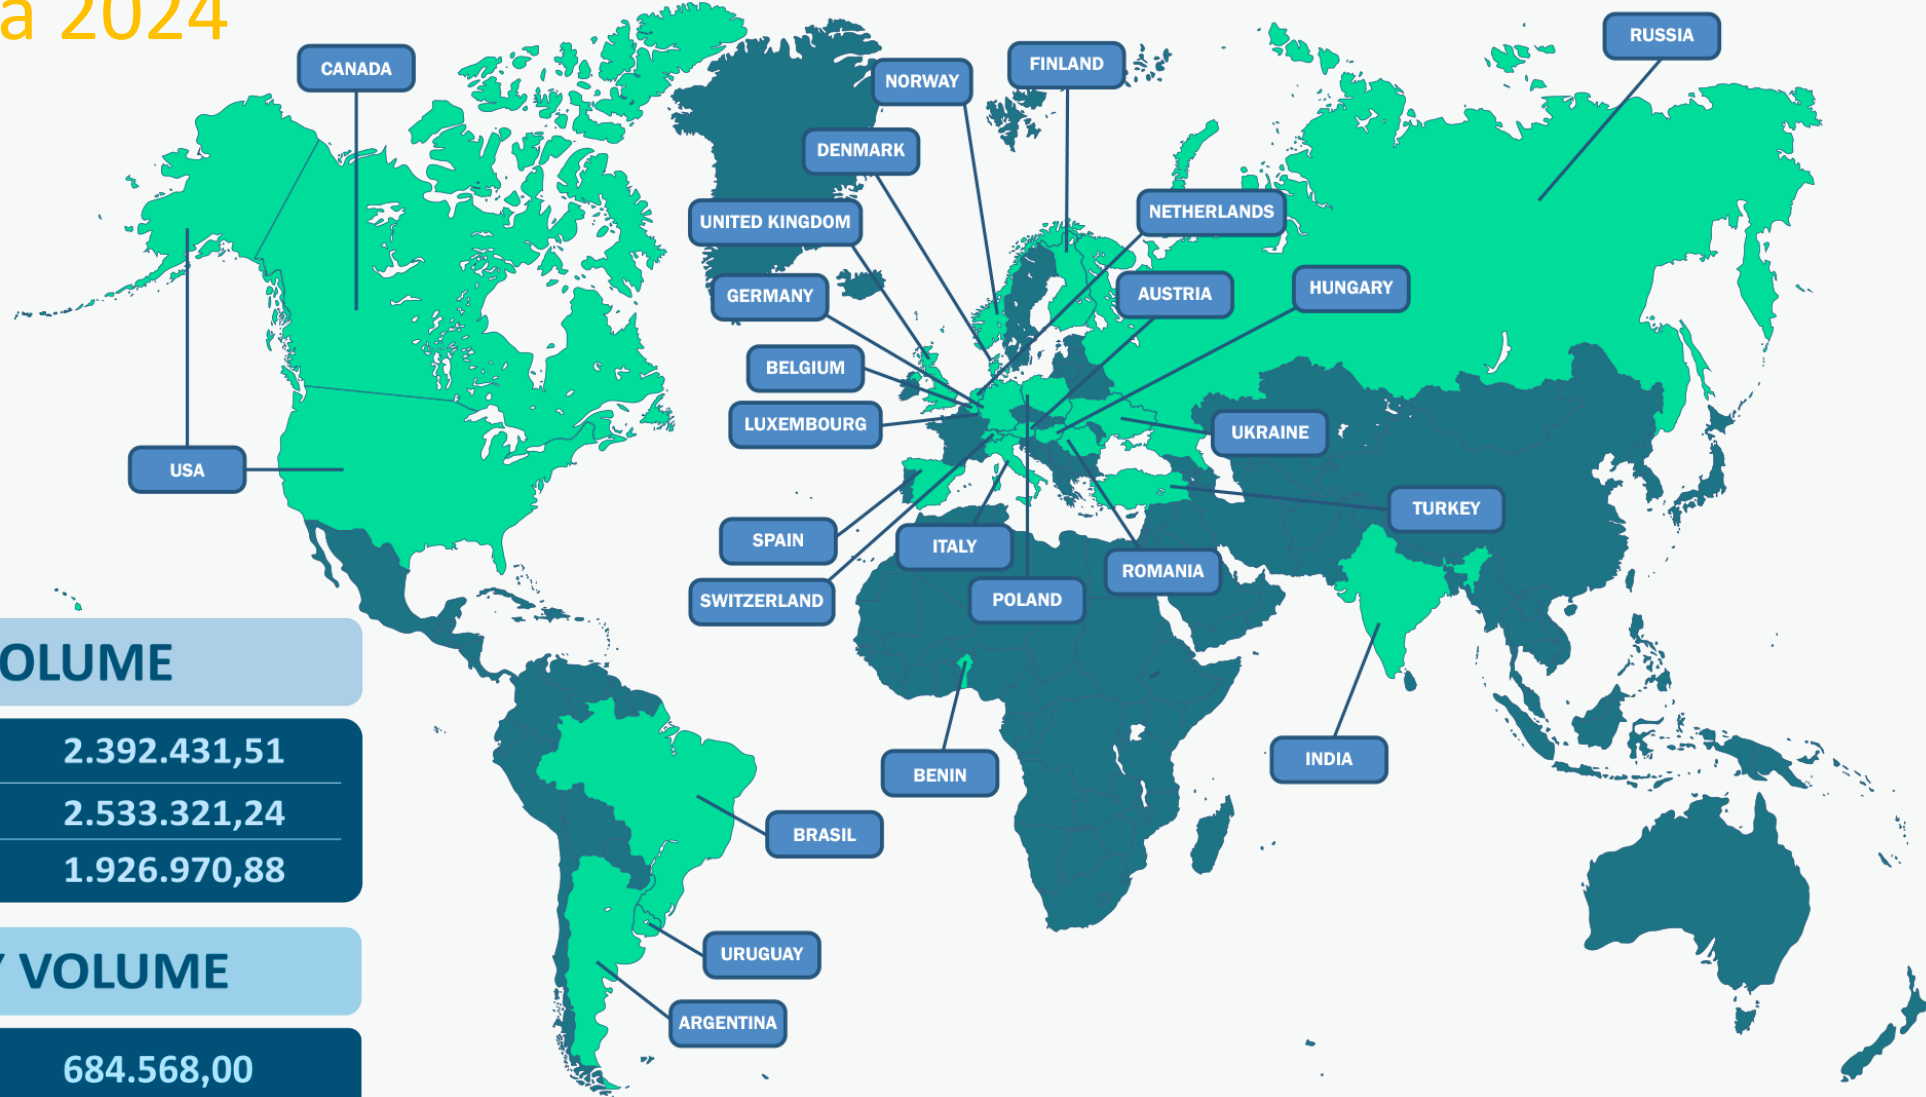 a 2024
CANADA
NORWAY
FINLAND
RUSSIA
DENMARK
UNITED KINGDOM
NETHERLANDS
GERMANY
AUSTRIA
HUNGARY
BELGIUM
LUXEMBOURG
UKRAINE
USA
TURKEY
SPAIN
ITALY
ROMANIA
SWITZERLAND
POLAND
OLUME
2.392.431,51
2.533.321,24
1.926.970,88
BENIN
INDIA
BRASIL
URUGUAY
ARGENTINA
Y VOLUME
684.568,00